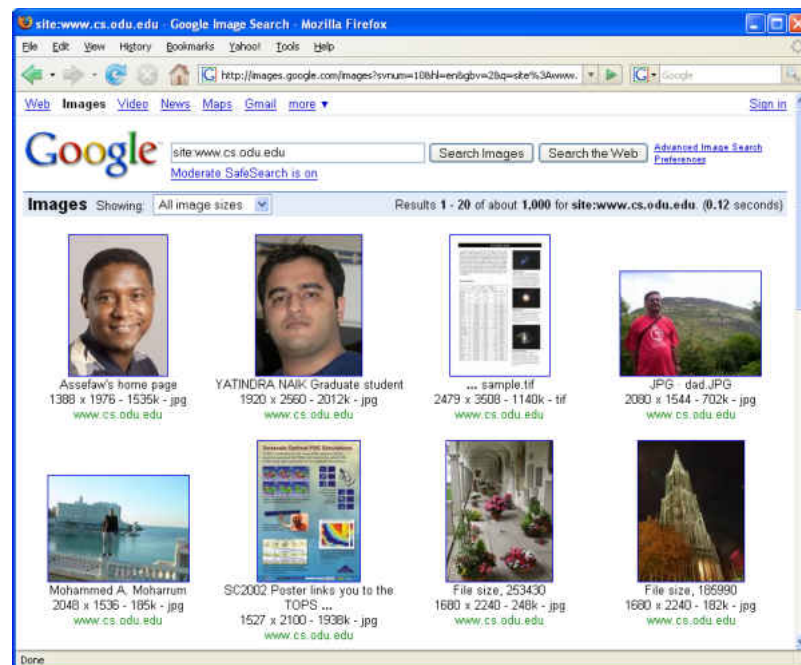 site:www.cs.odu.edu - Google Image Search - Mozilla Firefox
File Edit View History Bookmarks Yahoo! Tools Help
http://images.google.com/images?svnum=10&hl=en&gbv=2&q=site%3Awww. Google
Web Images Video News Maps Gmail more ▼ Sign in
Google site:www.cs.odu.edu Search Images Search the Web Advanced Image Search
Preferences
Moderate SafeSearch is on
Images Showing: All image sizes Results 1 - 20 of about 1,000 for site:www.cs.odu.edu. (0.12 seconds)
Assefaw's home page YATINDRA NAIK Graduate student ... sample.tif JPG - dad.JPG
1388 x 1976 - 1535k - jpg 1920 x 2560 - 2012k - jpg 2479 x 3508 - 1140k - tif 2080 x 1544 - 702k - jpg
www.cs.odu.edu www.cs.odu.edu www.cs.odu.edu www.cs.odu.edu
Mohammed A. Moharrum SC2002 Poster links you to the File size, 253430 File size, 185990
2048 x 1536 - 185k - jpg TOPS ... 1680 x 2240 - 248k - jpg 1680 x 2240 - 182k - jpg
www.cs.odu.edu 1527 x 2100 - 1938k - jpg www.cs.odu.edu www.cs.odu.edu
www.cs.odu.edu
Done